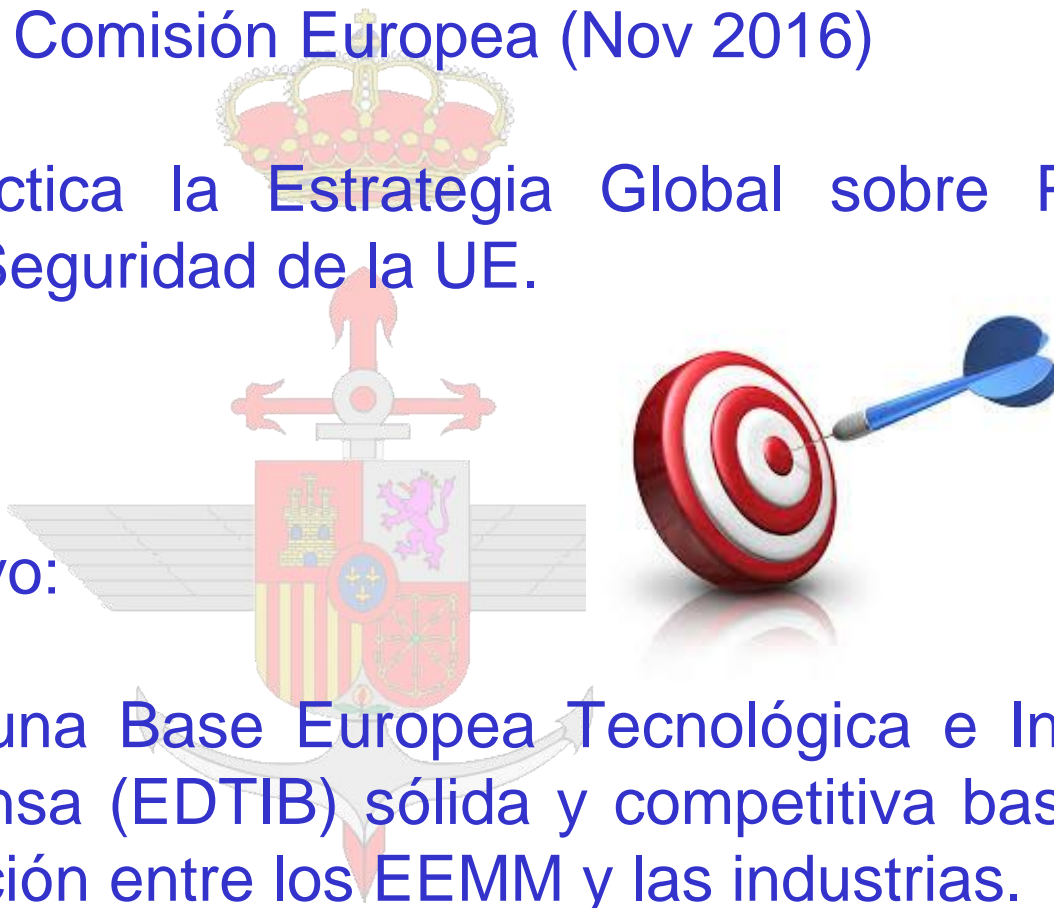 Comisión Europea (Nov 2016)
ctica la Estrategia Global sobre P
Seguridad de la UE.
vo:
una Base Europea Tecnológica e In
nsa (EDTIB) sólida y competitiva bas
ción entre los EEMM y las industrias.